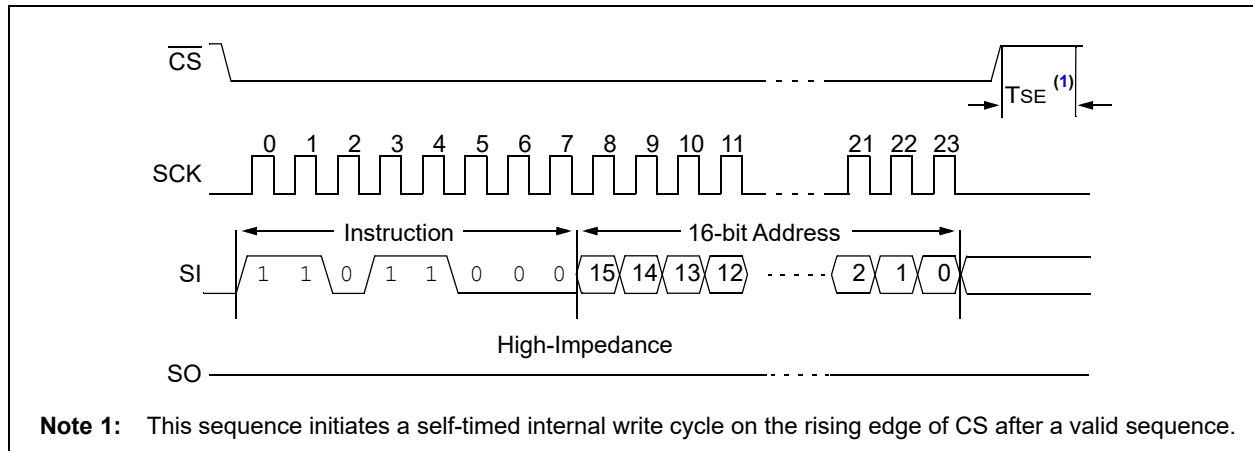 CS
TSE (1)
0 1 2 3 4 5 6 7 8 9 10 11 21 22 23
SCK
Instruction 16-bit Address
SI 1 1 0 1 1 0 0 0 15 14 13 12 2 1 0
High-Impedance
SO
Note 1: This sequence initiates a self-timed internal write cycle on the rising edge of CS after a valid sequence.